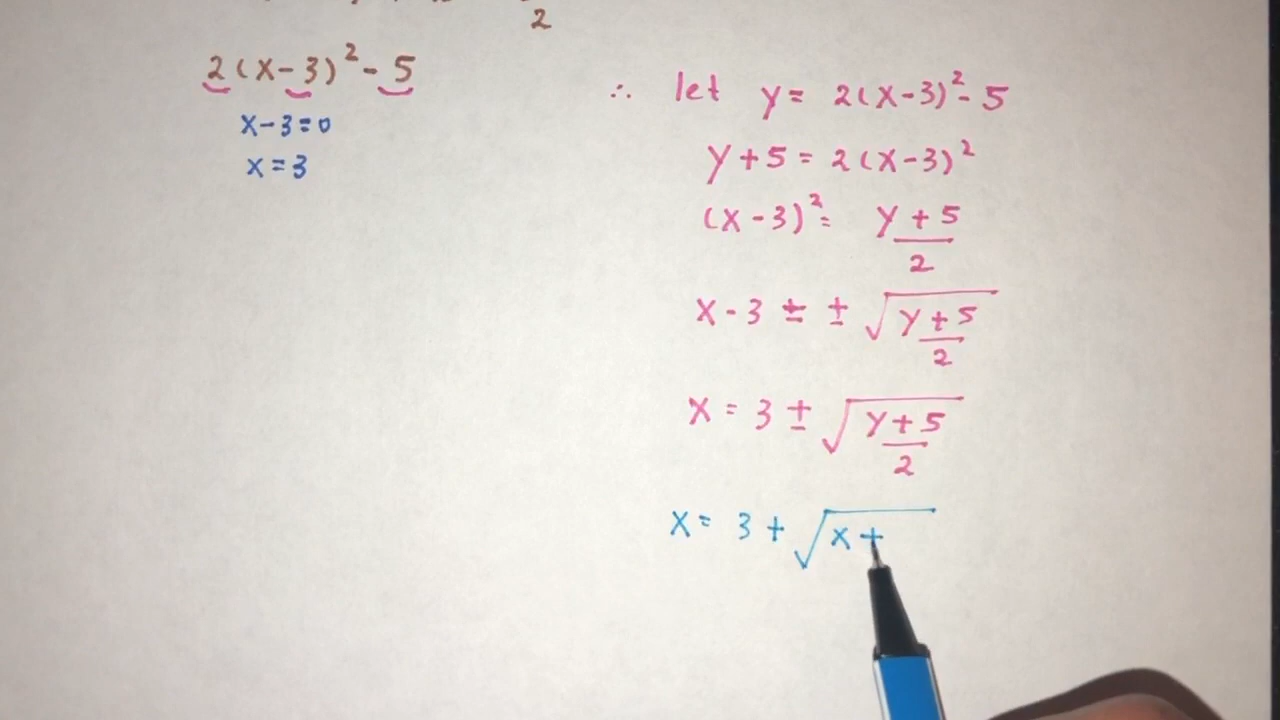 2
2(x-3)² - 5
x-3=0
x=3
∴ let y= 2(x-3)² - 5
y+5 = 2(x-3)²
(x-3)² = y+5
2
x-3 ± ± √y+5
2
x = 3 ± √y+5
2
x= 3 + √x +